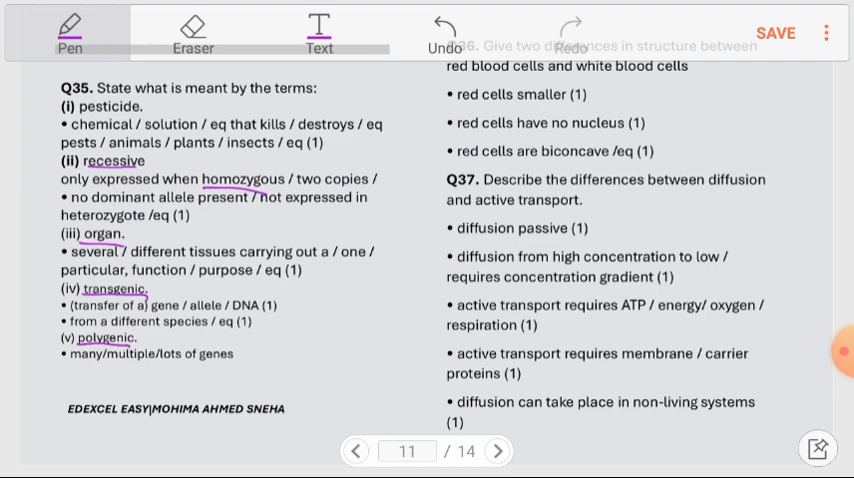 Pen
Eraser
Text
Undo
Redo
SAVE
Q35. State what is meant by the terms:
(i) pesticide.
• chemical / solution / eq that kills / destroys / eq
pests / animals / plants / insects / eq (1)
(ii) recessive
only expressed when homozygous / two copies /
• no dominant allele present / not expressed in
heterozygote /eq (1)
(iii) organ.
• several / different tissues carrying out a / one /
particular, function / purpose / eq (1)
(iv) transgenic.
• (transfer of a) gene / allele / DNA (1)
• from a different species / eq (1)
(v) polygenic.
• many/multiple/lots of genes
EDEXCEL EASY|MOHIMA AHMED SNEHA
Q36. Give two differences in structure between
red blood cells and white blood cells
• red cells smaller (1)
• red cells have no nucleus (1)
• red cells are biconcave /eq (1)
Q37. Describe the differences between diffusion
and active transport.
• diffusion passive (1)
• diffusion from high concentration to low /
requires concentration gradient (1)
• active transport requires ATP / energy/ oxygen /
respiration (1)
• active transport requires membrane / carrier
proteins (1)
• diffusion can take place in non-living systems
(1)
11 / 14